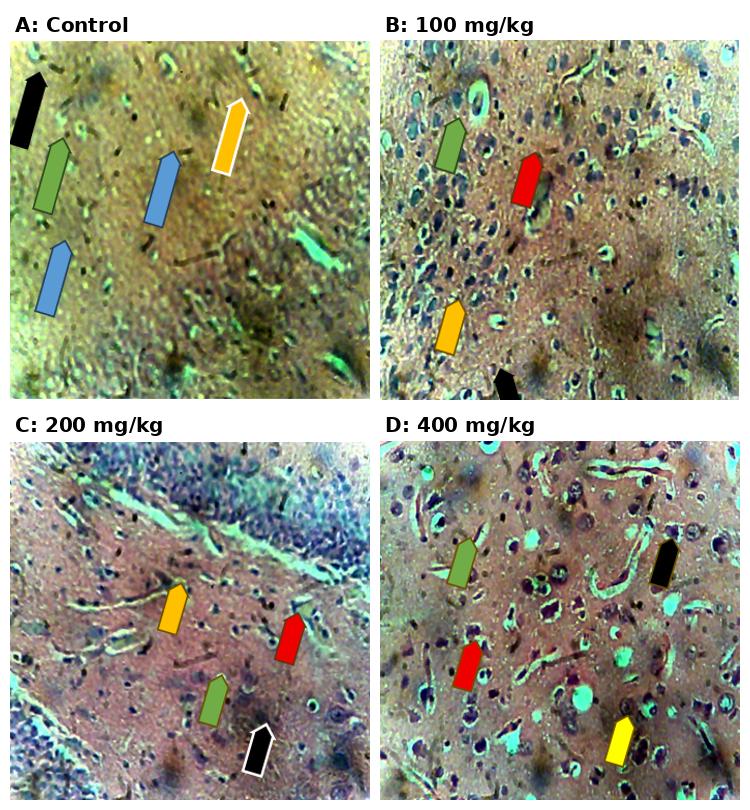 A: Control
B: 100 mg/kg
C: 200 mg/kg
D: 400 mg/kg